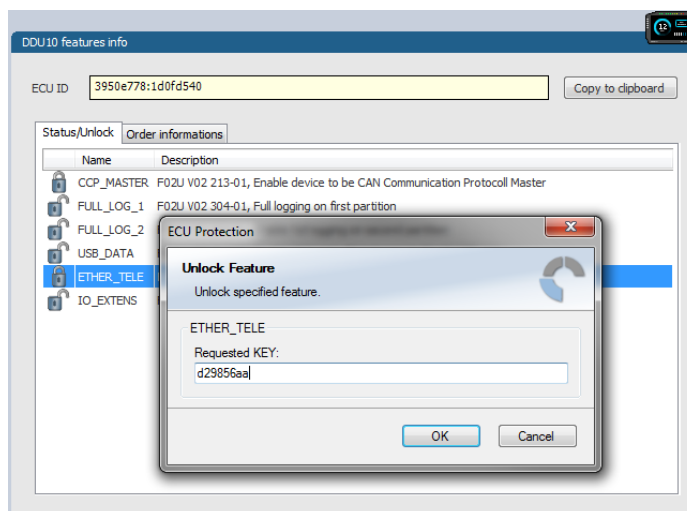 12
DDU10 features info
ECU ID 3950e778:1d0fd540 Copy to clipboard
Status/Unlock Order informations
Name Description
CCP_MASTER F02U V02 213-01, Enable device to be CAN Communication Protocoll Master
FULL_LOG_1 F02U V02 304-01, Full logging on first partition
FULL_LOG_2
USB_DATA
ETHER_TELE
IO_EXTENS
ECU Protection
Unlock Feature
Unlock specified feature.
ETHER_TELE
Requested KEY:
d29856aa
OK Cancel